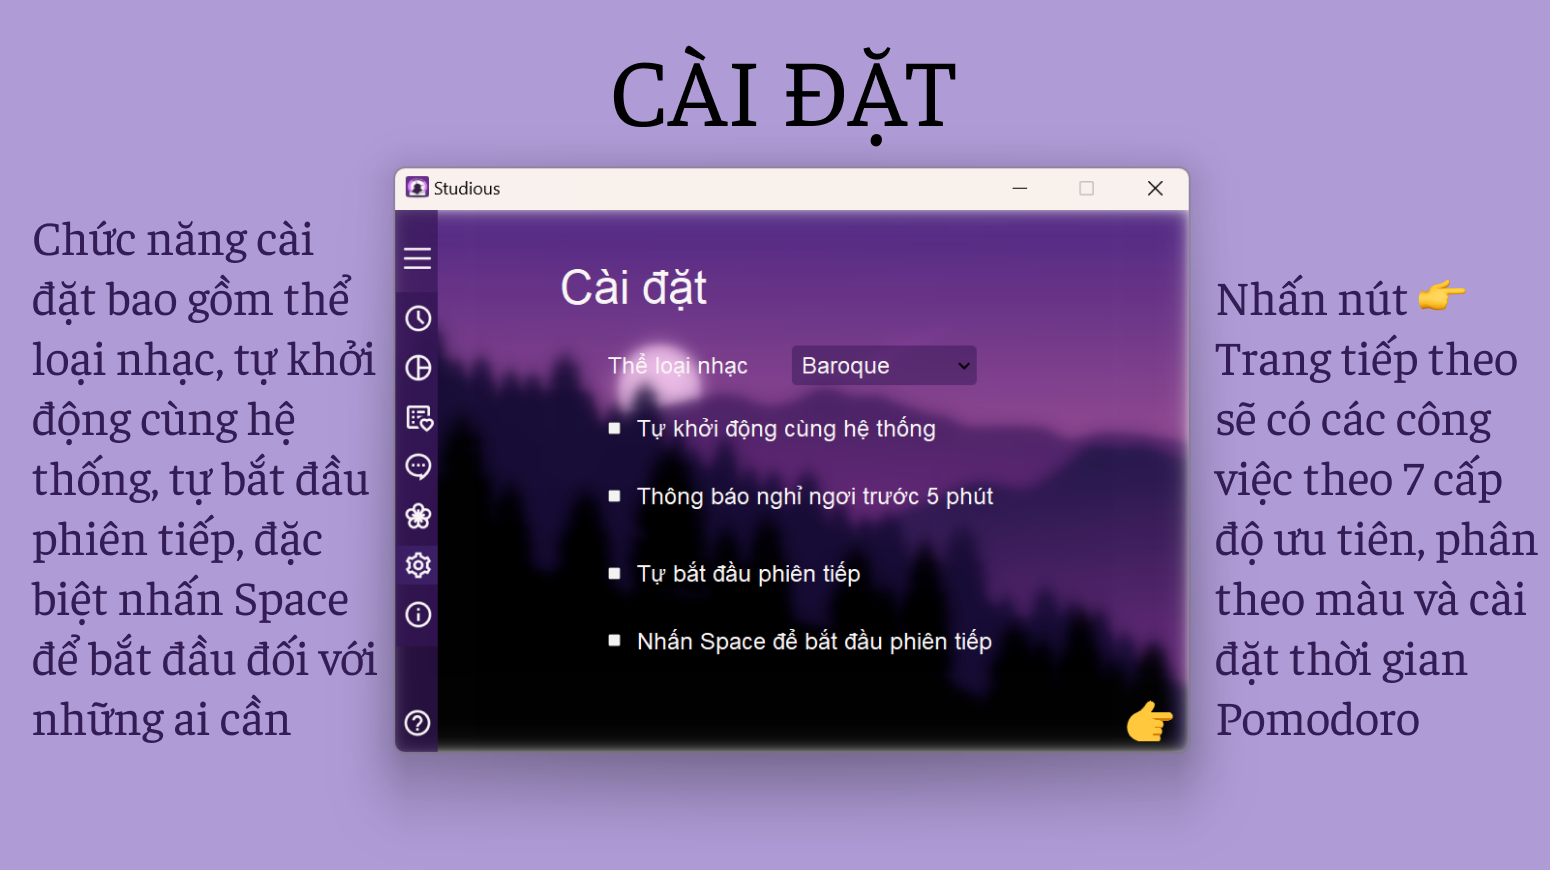 CÀI ĐẶT
Chức năng cài
đặt bao gồm thể
loại nhạc, tự khởi
động cùng hệ
thống, tự bắt đầu
phiên tiếp, đặc
biệt nhấn Space
để bắt đầu đối với
những ai cần
Studious
Cài đặt
Thể loại nhạc
Baroque
Tự khởi động cùng hệ thống
Thông báo nghỉ ngơi trước 5 phút
Tự bắt đầu phiên tiếp
Nhấn Space để bắt đầu phiên tiếp
Nhấn nút 👉
Trang tiếp theo
sẽ có các công
việc theo 7 cấp
độ ưu tiên, phân
theo màu và cài
đặt thời gian
Pomodoro